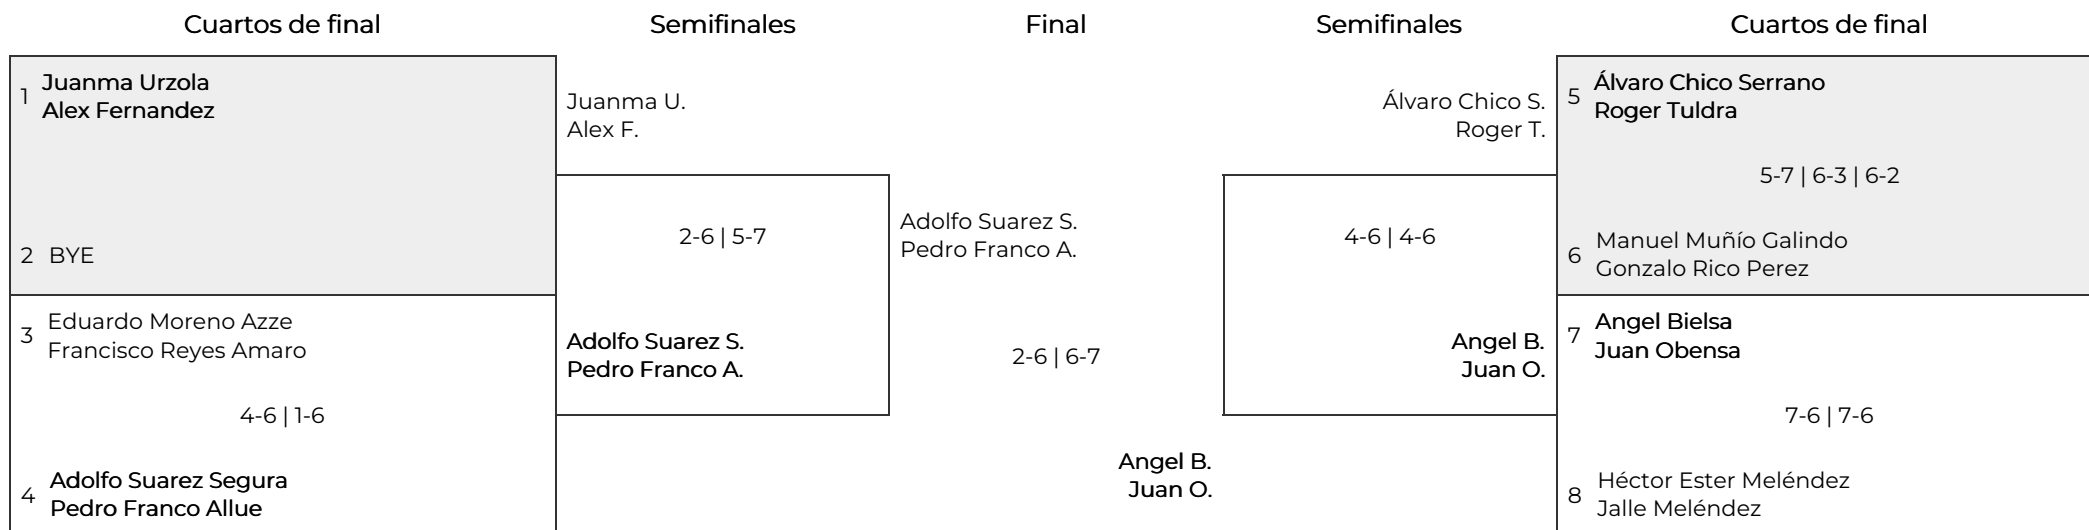 Cuartos de final
Semifinales
Final
Semifinales
Cuartos de final
1
Juanma Urzola
Alex Fernandez
2 BYE
3
Eduardo Moreno Azze
Francisco Reyes Amaro
4-6 | 1-6
4
Adolfo Suarez Segura
Pedro Franco Allue
Juanma U.
Alex F.
2-6 | 5-7
Adolfo Suarez S.
Pedro Franco A.
Adolfo Suarez S.
Pedro Franco A.
2-6 | 6-7
Angel B.
Juan O.
Álvaro Chico S.
Roger T.
4-6 | 4-6
Angel B.
Juan O.
5
Álvaro Chico Serrano
Roger Tuldra
5-7 | 6-3 | 6-2
6
Manuel Muñío Galindo
Gonzalo Rico Perez
7
Angel Bielsa
Juan Obensa
7-6 | 7-6
8
Héctor Ester Meléndez
Jalle Meléndez